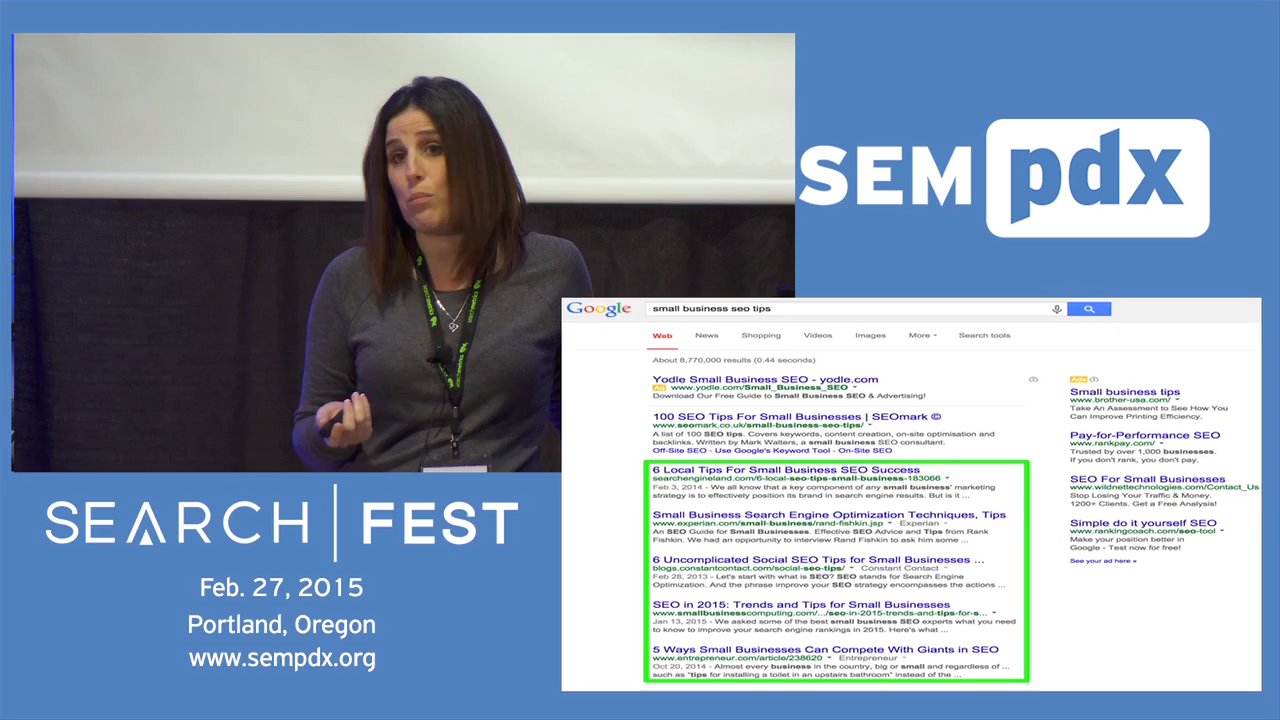 SEM pdx
SEARCH FEST
Feb. 27, 2015
Portland, Oregon
www.sempdx.org
searchmetrics
Google
small business seo tips
Web News Shopping Videos Images More Search tools
About 8,770,000 results (0.44 seconds)
Yodle Small Business SEO - yodle.com
Ad www.yodle.com/Small_Business_SEO
Download Our Free Guide to Small Business SEO & Advertising!
100 SEO Tips For Small Businesses | SEOmark ©
www.seomark.co.uk/small-business-seo-tips/
A list of 100 SEO tips. Covers keywords, content creation, on-site optimisation and
backlinks. Written by Mark Walters, a small business SEO consultant.
Off-Site SEO - Use Google's Keyword Tool - On-Site SEO
6 Local Tips For Small Business SEO Success
searchengineland.com/6-local-seo-tips-small-business-183066
Feb 3, 2014 - We all know that a key component of any small business' marketing
strategy is to effectively position its brand in search engine results. But is it ...
Small Business Search Engine Optimization Techniques, Tips
www.experian.com/small-business/rand-fishkin.jsp Experian
An SEO Guide for Small Businesses. Effective SEO Advice and Tips from Rank
Fishkin. We had an opportunity to interview Rand Fishkin to ask him some ...
6 Uncomplicated Social SEO Tips for Small Businesses ...
blogs.constantcontact.com/social-seo-tips/ Constant Contact
Feb 28, 2013 - Let's start with what is SEO? SEO stands for Search Engine
Optimization. And the phrase improve your SEO strategy encompasses the actions ...
SEO in 2015: Trends and Tips for Small Businesses
www.smallbusinesscomputing.com/.../seo-in-2015-trends-and-tips-for-s...
Jan 13, 2015 - We asked some of the best small business SEO experts what you need
to know to improve your search engine rankings in 2015. Here's what ...
5 Ways Small Businesses Can Compete With Giants in SEO
www.entrepreneur.com/article/238620 Entrepreneur
Oct 20, 2014 - Almost every business in the country, big or small and regardless of ...
such as "tips for installing a toilet in an upstairs bathroom" instead of the ...
Ads
Small business tips
www.brother-usa.com/
Take An Assessment to See How You
Can Improve Printing Efficiency.
Pay-for-Performance SEO
www.rankpay.com/
Trusted by over 1,000 businesses.
If you don't rank, you don't pay.
SEO For Small Businesses
www.wildnettechnologies.com/Contact_Us
Stop Losing Your Traffic & Money.
1200+ Clients. Get a Free Analysis!
Simple do it yourself SEO
www.rankingcoach.com/seo-tool
Make your position better in
Google - Test now for free!
See your ad here »